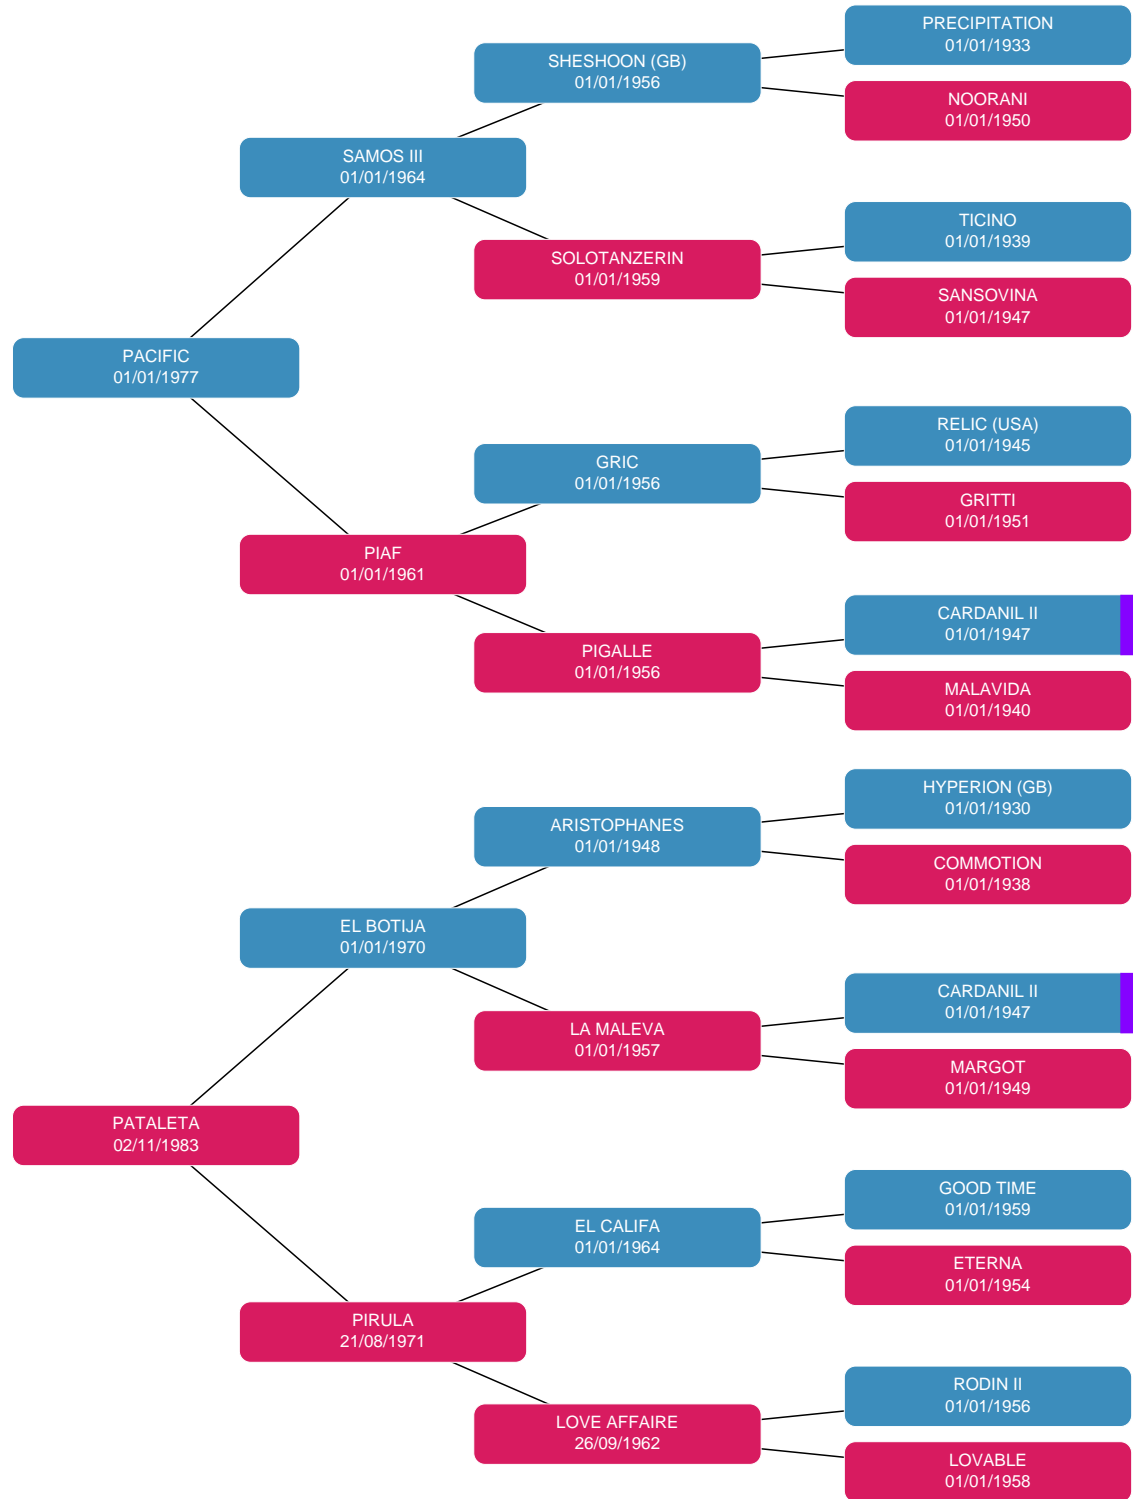 PRECIPITATION
01/01/1933
SHESHOON (GB)
01/01/1956
NOORANI
01/01/1950
SAMOS III
01/01/1964
TICINO
01/01/1939
SOLOTANZERIN
01/01/1959
SANSOVINA
01/01/1947
PACIFIC
01/01/1977
RELIC (USA)
01/01/1945
GRIC
01/01/1956
GRITTI
01/01/1951
PIAF
01/01/1961
CARDANIL II
01/01/1947
PIGALLE
01/01/1956
MALAVIDA
01/01/1940
HYPERION (GB)
01/01/1930
ARISTOPHANES
01/01/1948
COMMOTION
01/01/1938
EL BOTIJA
01/01/1970
CARDANIL II
01/01/1947
LA MALEVA
01/01/1957
MARGOT
01/01/1949
PATALETA
02/11/1983
GOOD TIME
01/01/1959
EL CALIFA
01/01/1964
ETERNA
01/01/1954
PIRULA
21/08/1971
RODIN II
01/01/1956
LOVE AFFAIRE
26/09/1962
LOVABLE
01/01/1958